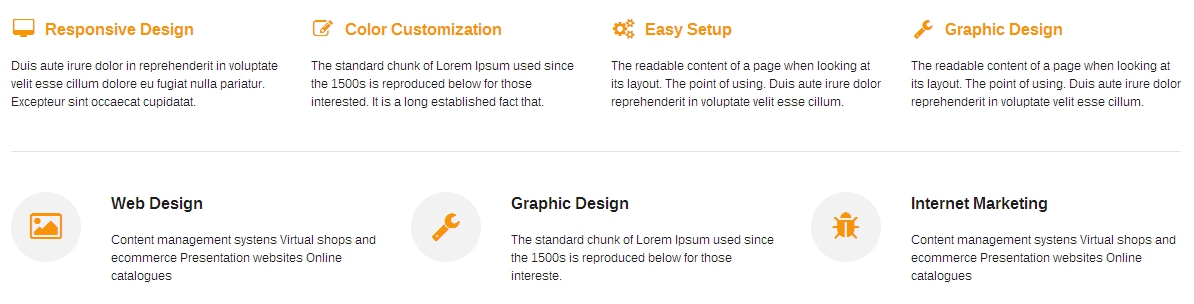 Responsive Design
Duis aute irure dolor in reprehenderit in voluptate
velit esse cillum dolore eu fugiat nulla pariatur.
Excepteur sint occaecat cupidatat.
Color Customization
The standard chunk of Lorem Ipsum used since
the 1500s is reproduced below for those
interested. It is a long established fact that.
Easy Setup
The readable content of a page when looking at
its layout. The point of using. Duis aute irure dolor
reprehenderit in voluptate velit esse cillum.
Graphic Design
The readable content of a page when looking at
its layout. The point of using. Duis aute irure dolor
reprehenderit in voluptate velit esse cillum.
Web Design
Content management systens Virtual shops and
ecommerce Presentation websites Online
catalogues
Graphic Design
The standard chunk of Lorem Ipsum used since
the 1500s is reproduced below for those
intereste.
Internet Marketing
Content management systens Virtual shops and
ecommerce Presentation websites Online
catalogues